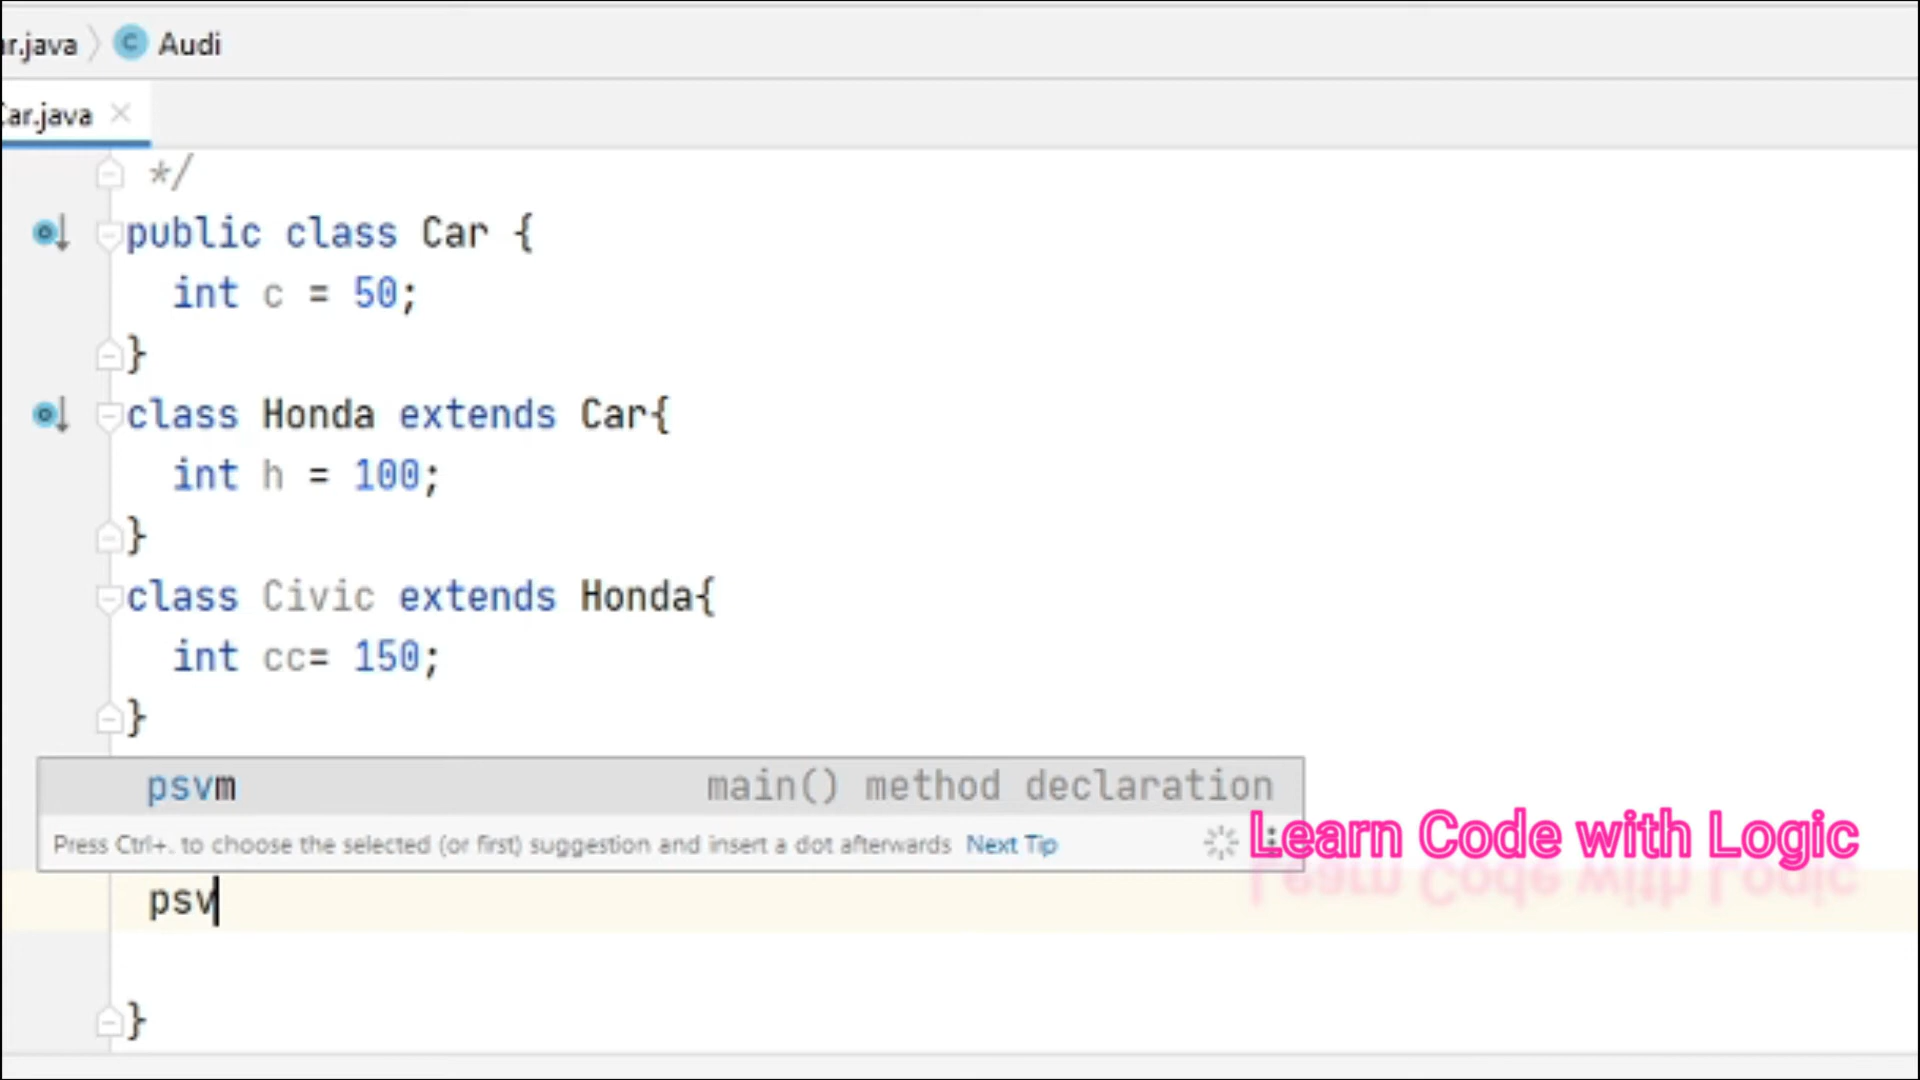 r.java Audi
Car.java
*/
public class Car {
int c = 50;
}
class Honda extends Car{
int h = 100;
}
class Civic extends Honda{
int cc= 150;
}
psvm main() method declaration
Press Ctrl+. to choose the selected (or first) suggestion and insert a dot afterwards Next Tip
Learn Code with Logic
psv
}